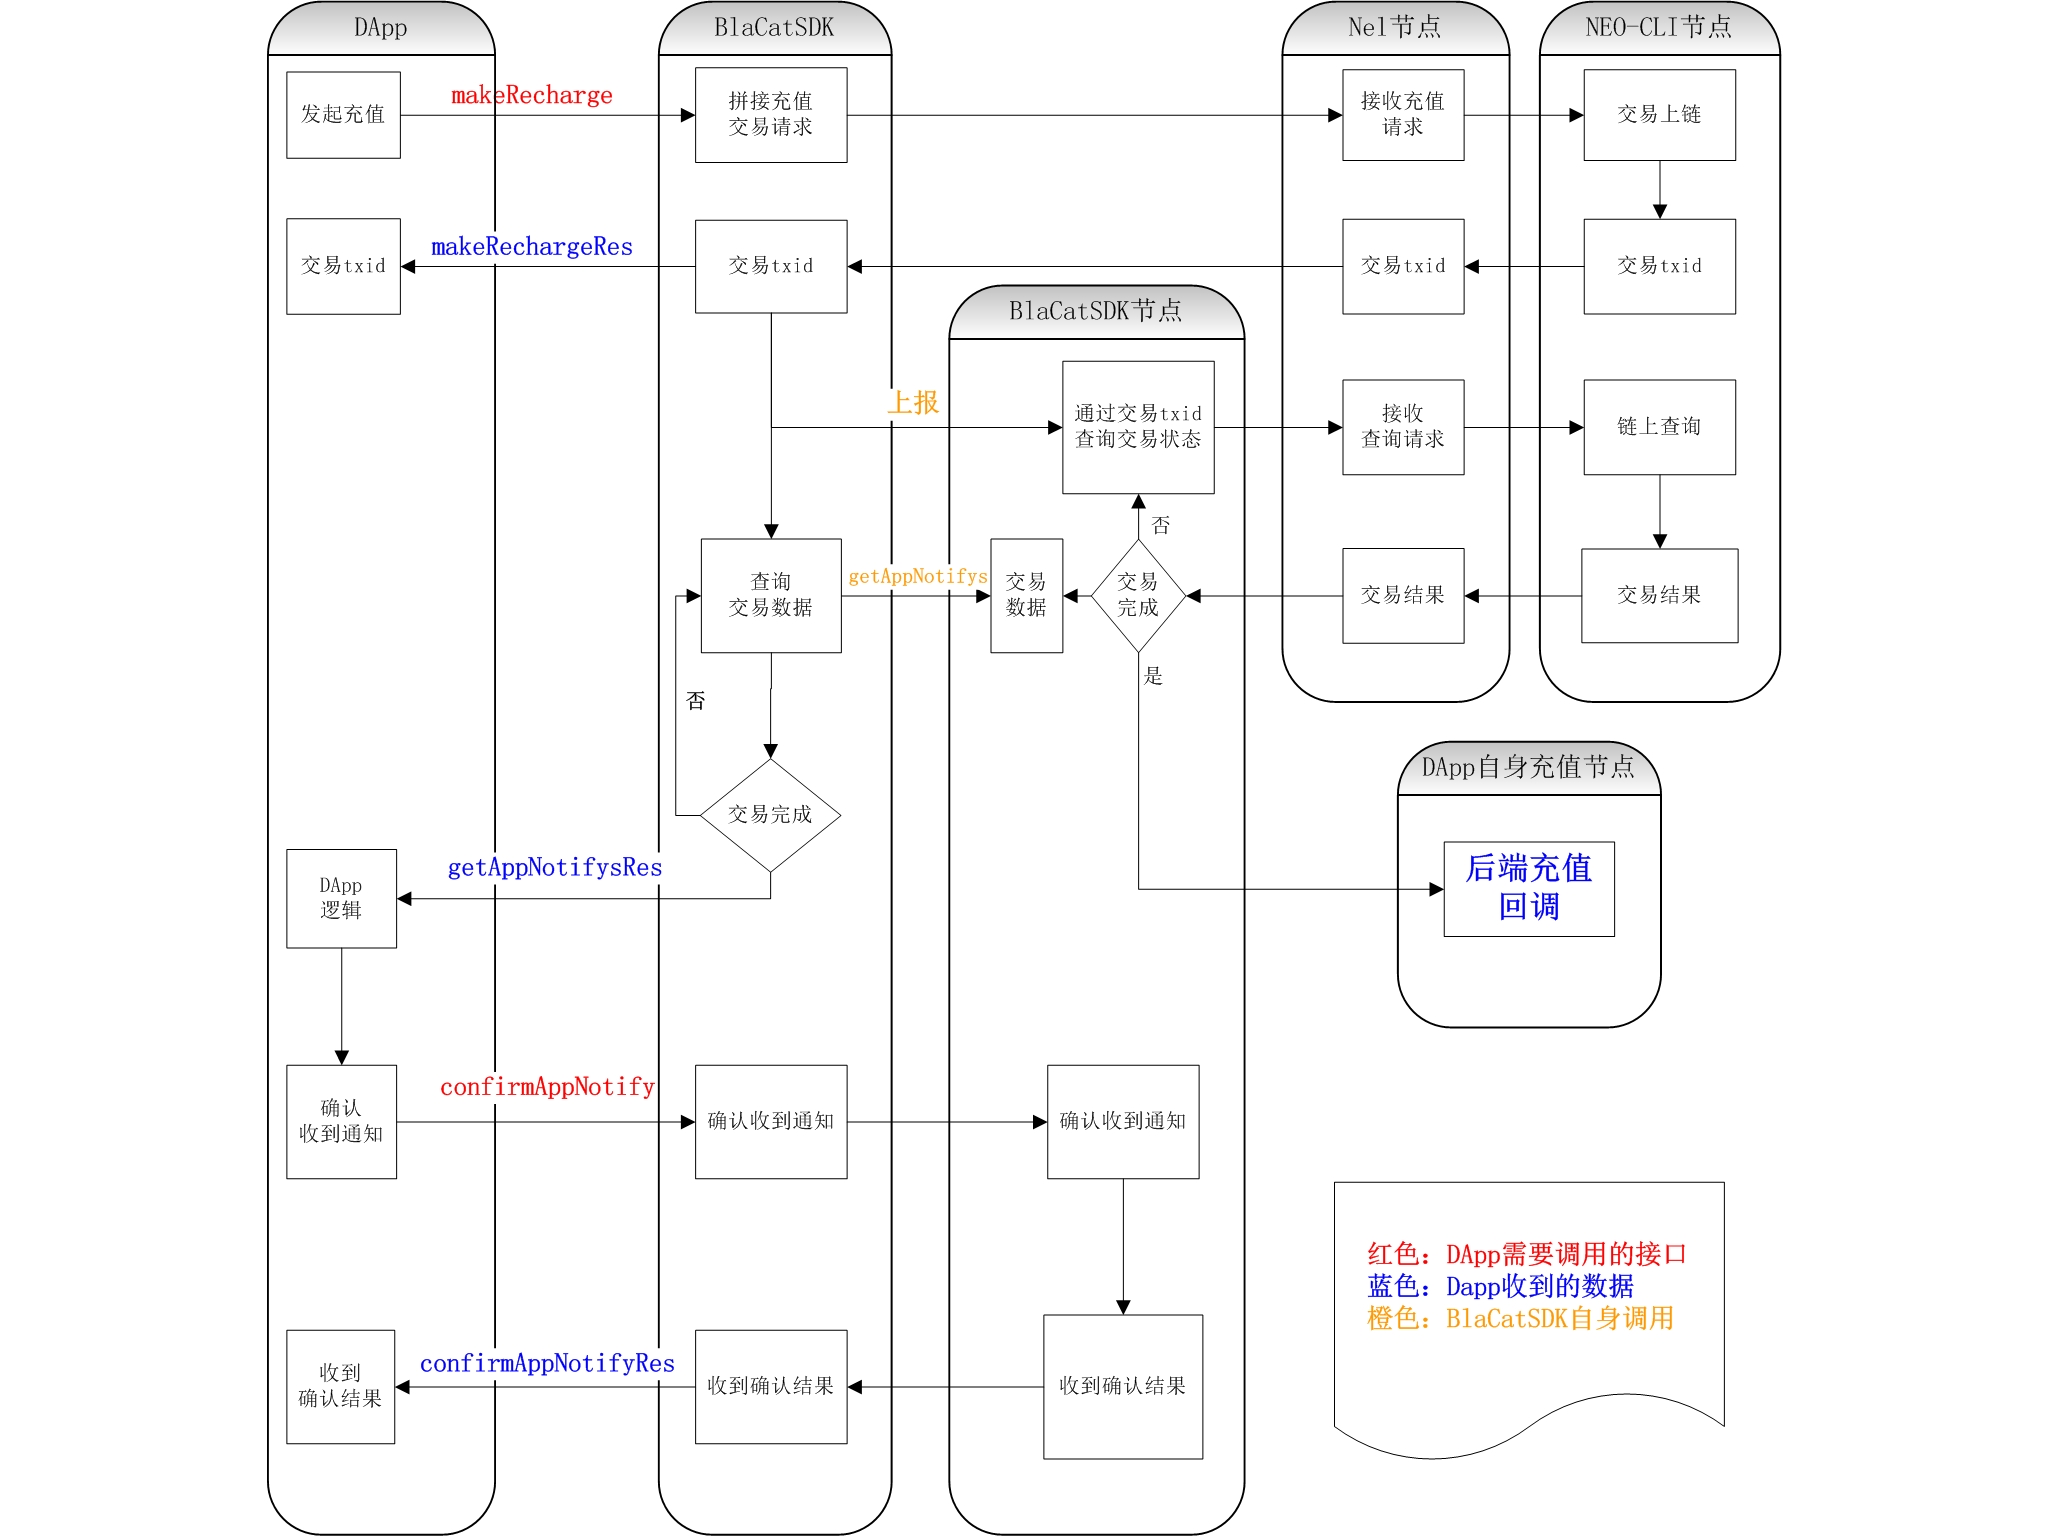 DApp
BlaCatSDK
Nel节点
NEO-CLI节点
发起充值
makeRecharge
拼接充值
交易请求
接收充值
请求
交易上链
交易txid
makeRechargeRes
交易txid
交易txid
交易txid
BlaCatSDK节点
上报
通过交易txid
查询交易状态
接收
查询请求
链上查询
否
查询
交易数据
getAppNotifys
交易
数据
交易
完成
交易结果
交易结果
是
否
DApp自身充值节点
交易完成
getAppNotifysRes
DApp
逻辑
后端充值
回调
确认
收到通知
confirmAppNotify
确认收到通知
确认收到通知
红色：DApp需要调用的接口
蓝色：Dapp收到的数据
橙色：BlaCatSDK自身调用
收到
确认结果
confirmAppNotifyRes
收到确认结果
收到确认结果